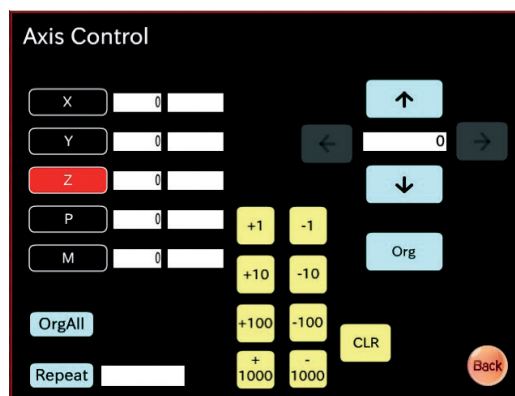 Axis Control
X 0
↑
Y 0
← 0 →
Z 0
↓
P 0
+1 -1
M 0
Org
+10 -10
OrgAll
+100 -100
CLR
Repeat
+
1000
-
1000
Back